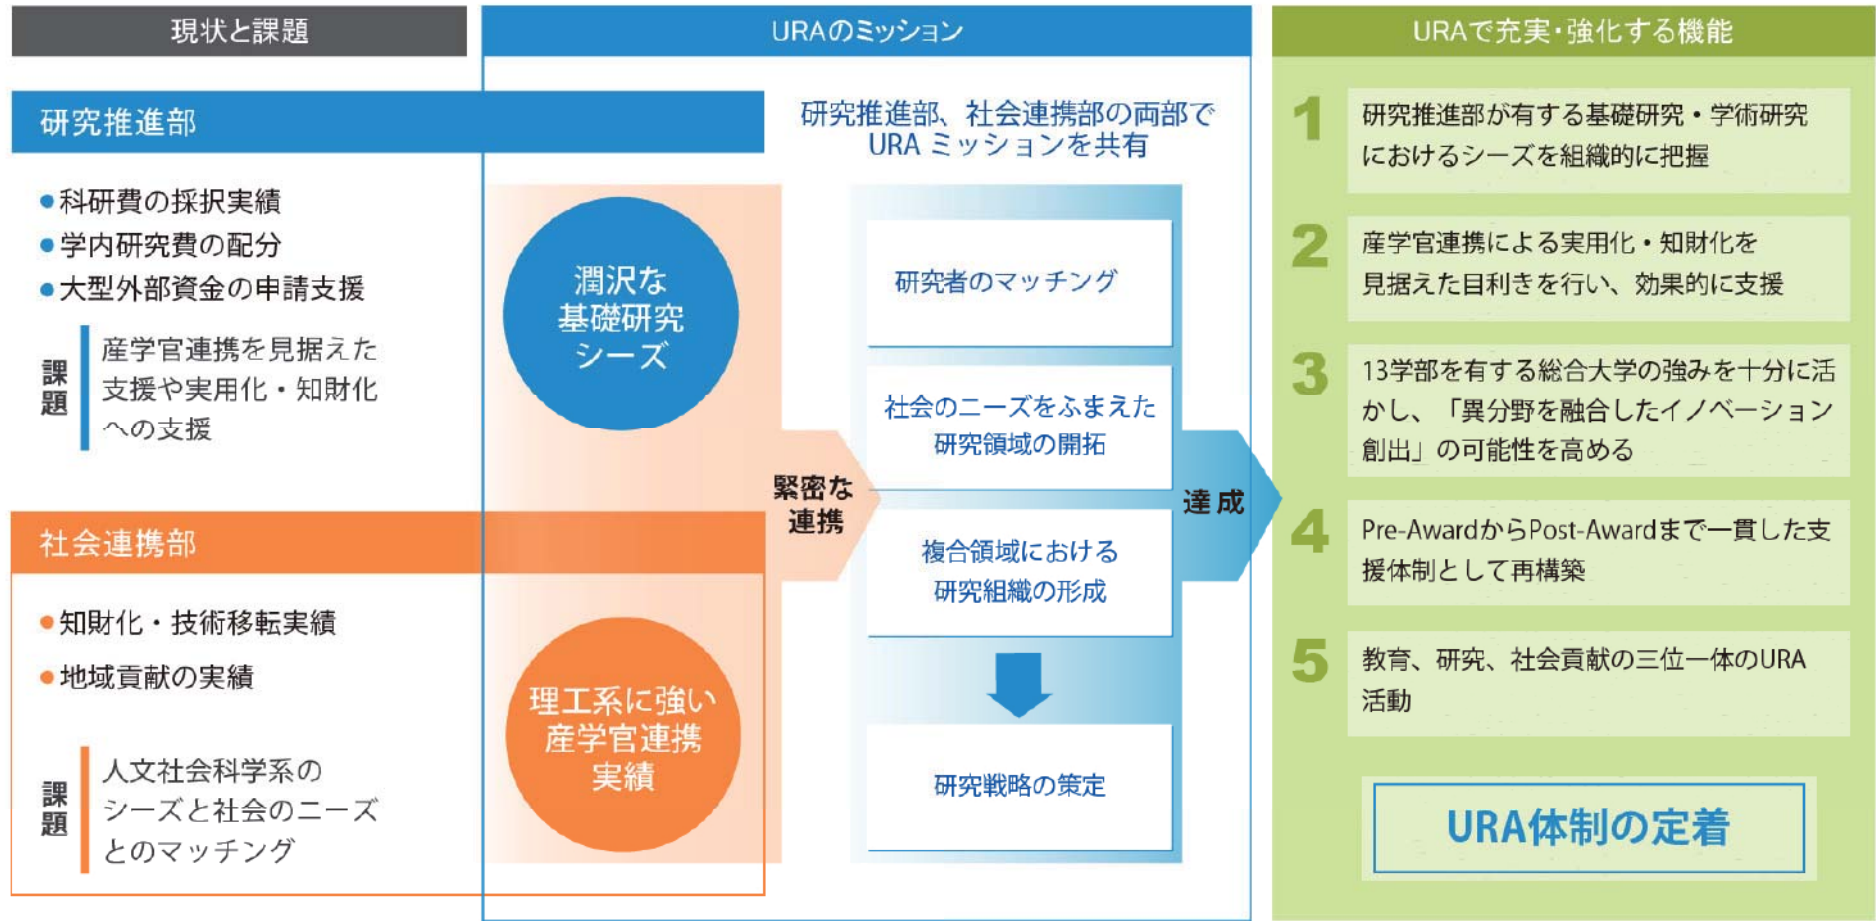 現状と課題
研究推進部
●科研費の採択実績
●学内研究費の配分
●大型外部資金の申請支援
課題
産学官連携を見据えた
支援や実用化・知財化
への支援
社会連携部
●知財化・技術移転実績
●地域貢献の実績
課題
人文社会科学系の
シーズと社会のニーズ
とのマッチング
URAのミッション
潤沢な
基礎研究
シーズ
理工系に強い
産学官連携
実績
緊密な
連携
研究推進部、社会連携部の両部で
URA ミッションを共有
研究者のマッチング
社会のニーズをふまえた
研究領域の開拓
複合領域における
研究組織の形成
研究戦略の策定
達成
URAで充実・強化する機能
1
研究推進部が有する基礎研究・学術研究
におけるシーズを組織的に把握
2
産学官連携による実用化・知財化を
見据えた目利きを行い、効果的に支援
3
13学部を有する総合大学の強みを十分に活
かし、「異分野を融合したイノベーション
創出」の可能性を高める
4
Pre-AwardからPost-Awardまで一貫した支
援体制として再構築
5
教育、研究、社会貢献の三位一体のURA
活動
URA体制の定着